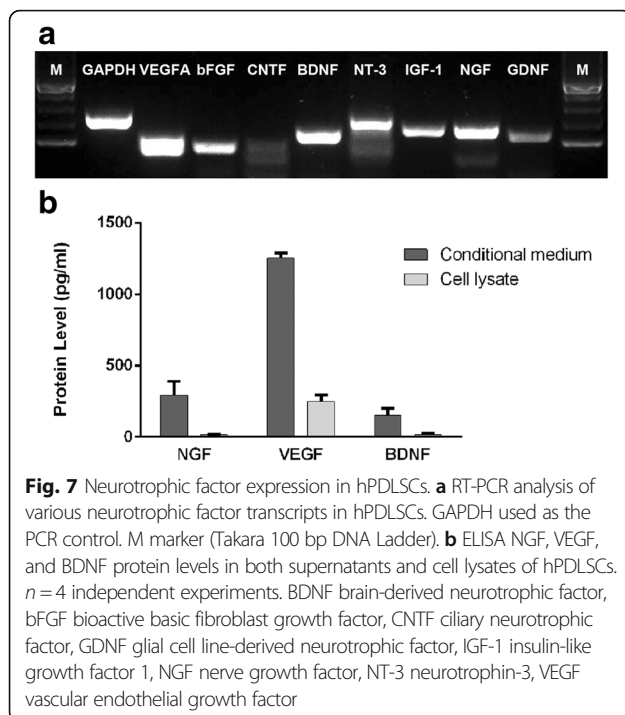 a
M GAPDH VEGFA bFGF CNTF BDNF NT-3 IGF-1 NGF GDNF M
b
1500
1000
500
0
Protein Level (pg/ml)
Conditional medium
Cell lysate
NGF VEGF BDNF
Fig. 7 Neurotrophic factor expression in hPDLSCs. a RT-PCR analysis of
various neurotrophic factor transcripts in hPDLSCs. GAPDH used as the
PCR control. M marker (Takara 100 bp DNA Ladder). b ELISA NGF, VEGF,
and BDNF protein levels in both supernatants and cell lysates of hPDLSCs.
n = 4 independent experiments. BDNF brain-derived neurotrophic factor,
bFGF bioactive basic fibroblast growth factor, CNTF ciliary neurotrophic
factor, GDNF glial cell line-derived neurotrophic factor, IGF-1 insulin-like
growth factor 1, NGF nerve growth factor, NT-3 neurotrophin-3, VEGF
vascular endothelial growth factor